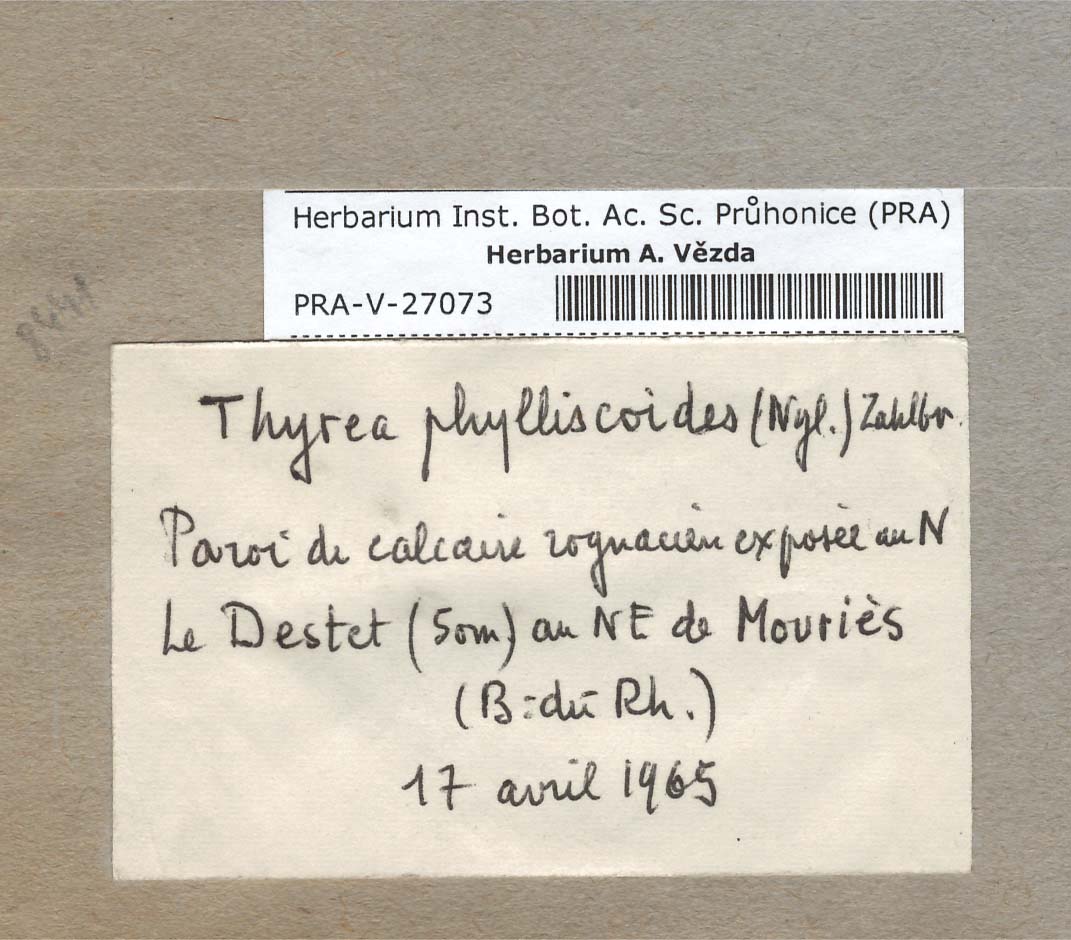 Herbarium Inst. Bot. Ac. Sc. Průhonice (PRA)
Herbarium A. Vězda
PRA-V-27073
Thyrea phylliscoides (Nyl.) Zahlbr.
Paroi de calcaire rognacien exposée au N
Le Destet (50m) au NE de Mouriès
(B.-du-Rh.)
17 avril 1965